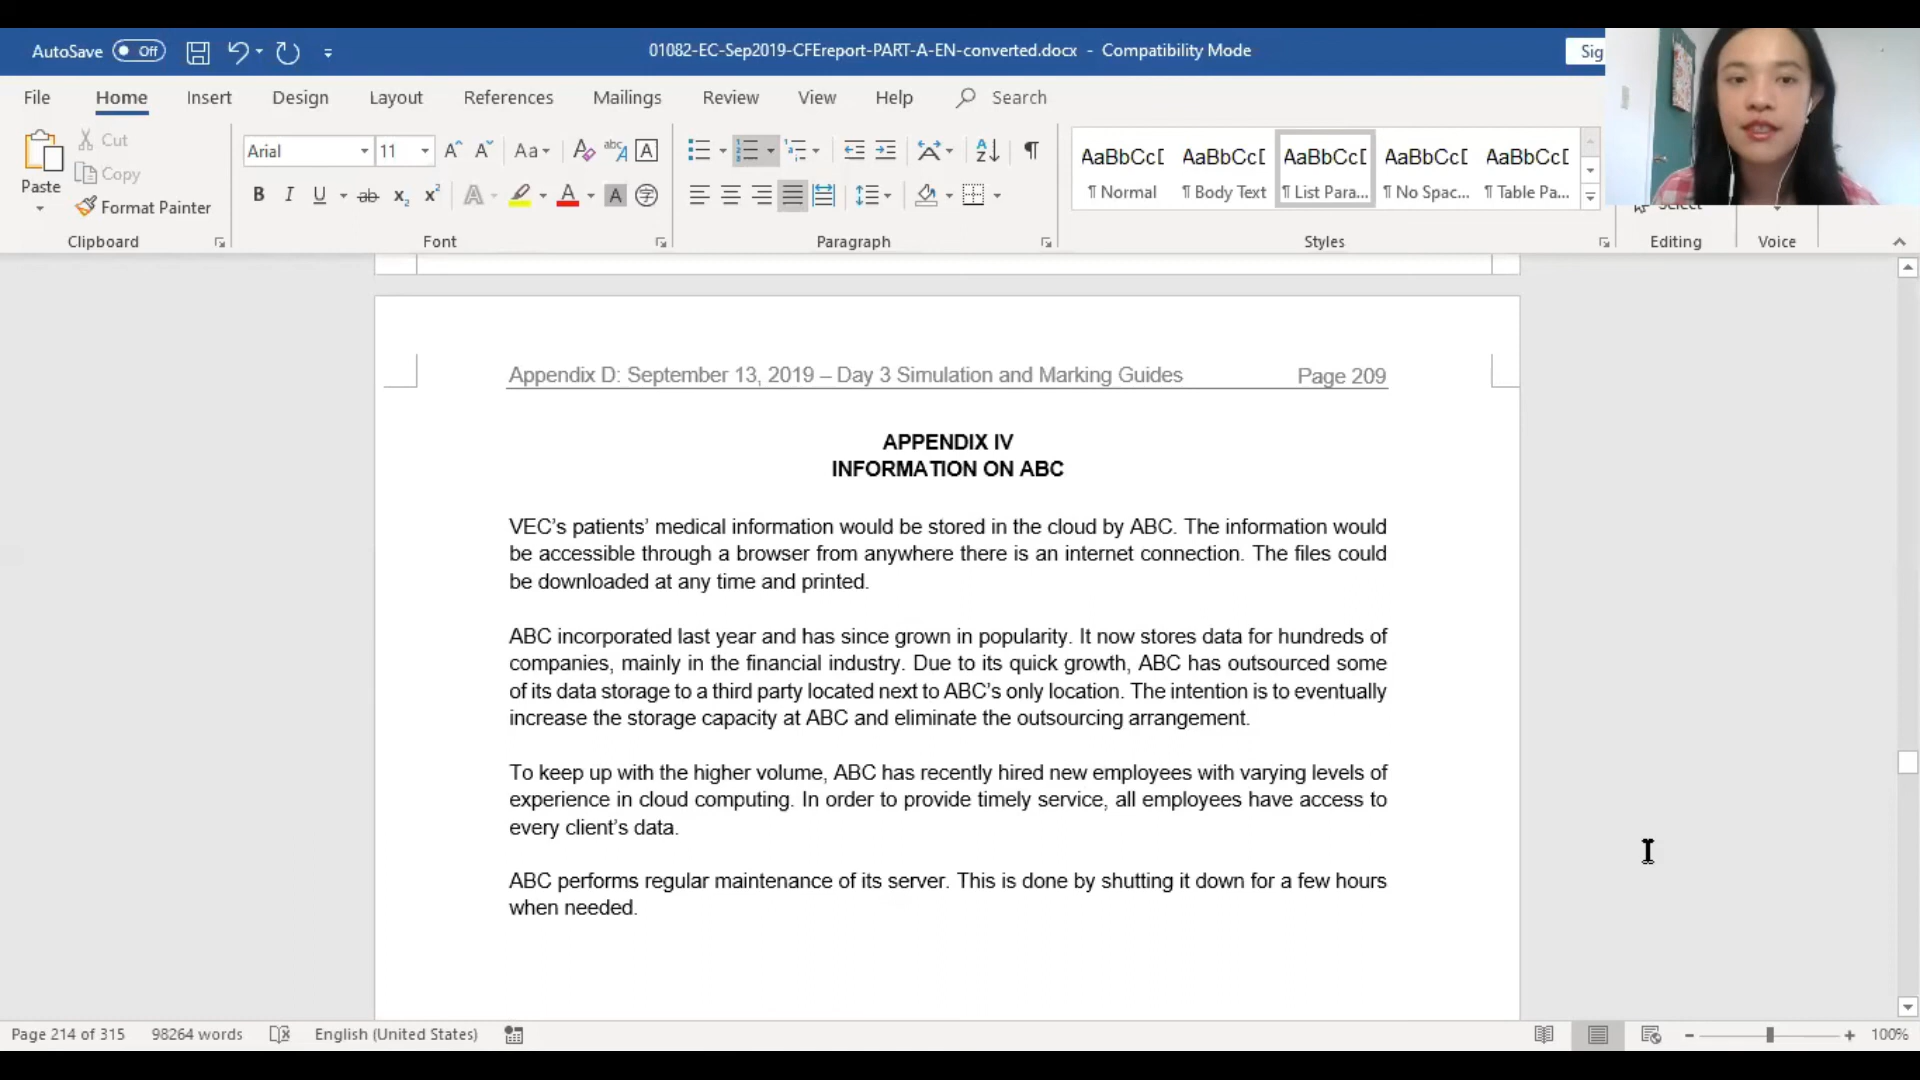 AutoSave Off 01082-EC-Sep2019-CFEreport-PART-A-EN-converted.docx - Compatibility Mode Sig
File Home Insert Design Layout References Mailings Review View Help Search
Paste Cut
Copy
Format Painter
Clipboard
Arial 11
Font
Paragraph
AaBbCcD AaBbCcD AaBbCcD AaBbCcD AaBbCcD
¶ Normal ¶ Body Text ¶ List Para... ¶ No Spac... ¶ Table Pa...
Styles
Select
Editing
Voice
Appendix D: September 13, 2019 – Day 3 Simulation and Marking Guides Page 209
APPENDIX IV
INFORMATION ON ABC
VEC’s patients’ medical information would be stored in the cloud by ABC. The information would
be accessible through a browser from anywhere there is an internet connection. The files could
be downloaded at any time and printed.
ABC incorporated last year and has since grown in popularity. It now stores data for hundreds of
companies, mainly in the financial industry. Due to its quick growth, ABC has outsourced some
of its data storage to a third party located next to ABC’s only location. The intention is to eventually
increase the storage capacity at ABC and eliminate the outsourcing arrangement.
To keep up with the higher volume, ABC has recently hired new employees with varying levels of
experience in cloud computing. In order to provide timely service, all employees have access to
every client’s data.
ABC performs regular maintenance of its server. This is done by shutting it down for a few hours
when needed.
Page 214 of 315 98264 words English (United States) 100%